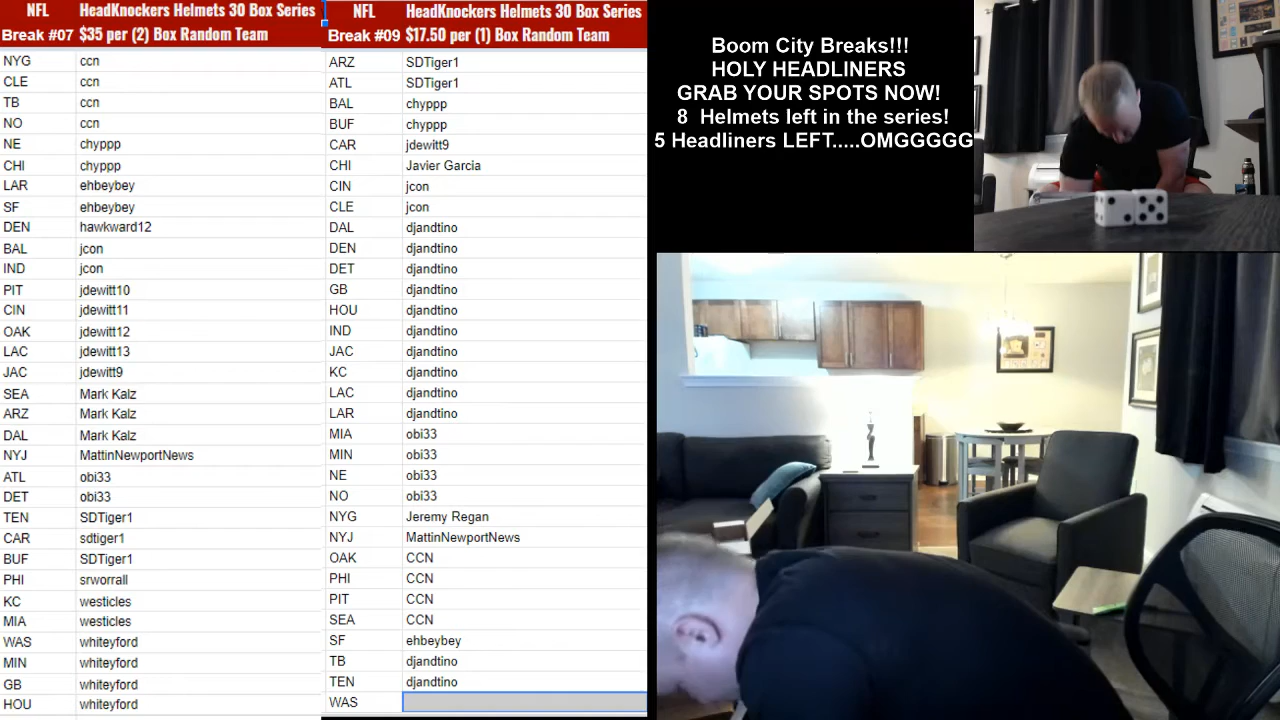 NFL HeadKnockers Helmets 30 Box Series
Break #07 $35 per (2) Box Random Team
NYG ccn
CLE ccn
TB ccn
NO ccn
NE chyppp
CHI chyppp
LAR ehbeybey
SF ehbeybey
DEN hawkward12
BAL jcon
IND jcon
PIT jdewitt10
CIN jdewitt11
OAK jdewitt12
LAC jdewitt13
JAC jdewitt9
SEA Mark Kalz
ARZ Mark Kalz
DAL Mark Kalz
NYJ MattinNewportNews
ATL obi33
DET obi33
TEN SDTiger1
CAR sdtiger1
BUF SDTiger1
PHI srworrall
KC westicles
MIA westicles
WAS whiteyford
MIN whiteyford
GB whiteyford
HOU whiteyford
NFL HeadKnockers Helmets 30 Box Series
Break #09 $17.50 per (1) Box Random Team
ARZ SDTiger1
ATL SDTiger1
BAL chyppp
BUF chyppp
CAR jdewitt9
CHI Javier Garcia
CIN jcon
CLE jcon
DAL djandtino
DEN djandtino
DET djandtino
GB djandtino
HOU djandtino
IND djandtino
JAC djandtino
KC djandtino
LAC djandtino
LAR djandtino
MIA obi33
MIN obi33
NE obi33
NO obi33
NYG Jeremy Regan
NYJ MattinNewportNews
OAK CCN
PHI CCN
PIT CCN
SEA CCN
SF ehbeybey
TB djandtino
TEN djandtino
WAS
Boom City Breaks!!!
HOLY HEADLINERS
GRAB YOUR SPOTS NOW!
8 Helmets left in the series!
5 Headliners LEFT.....OMGGGGG